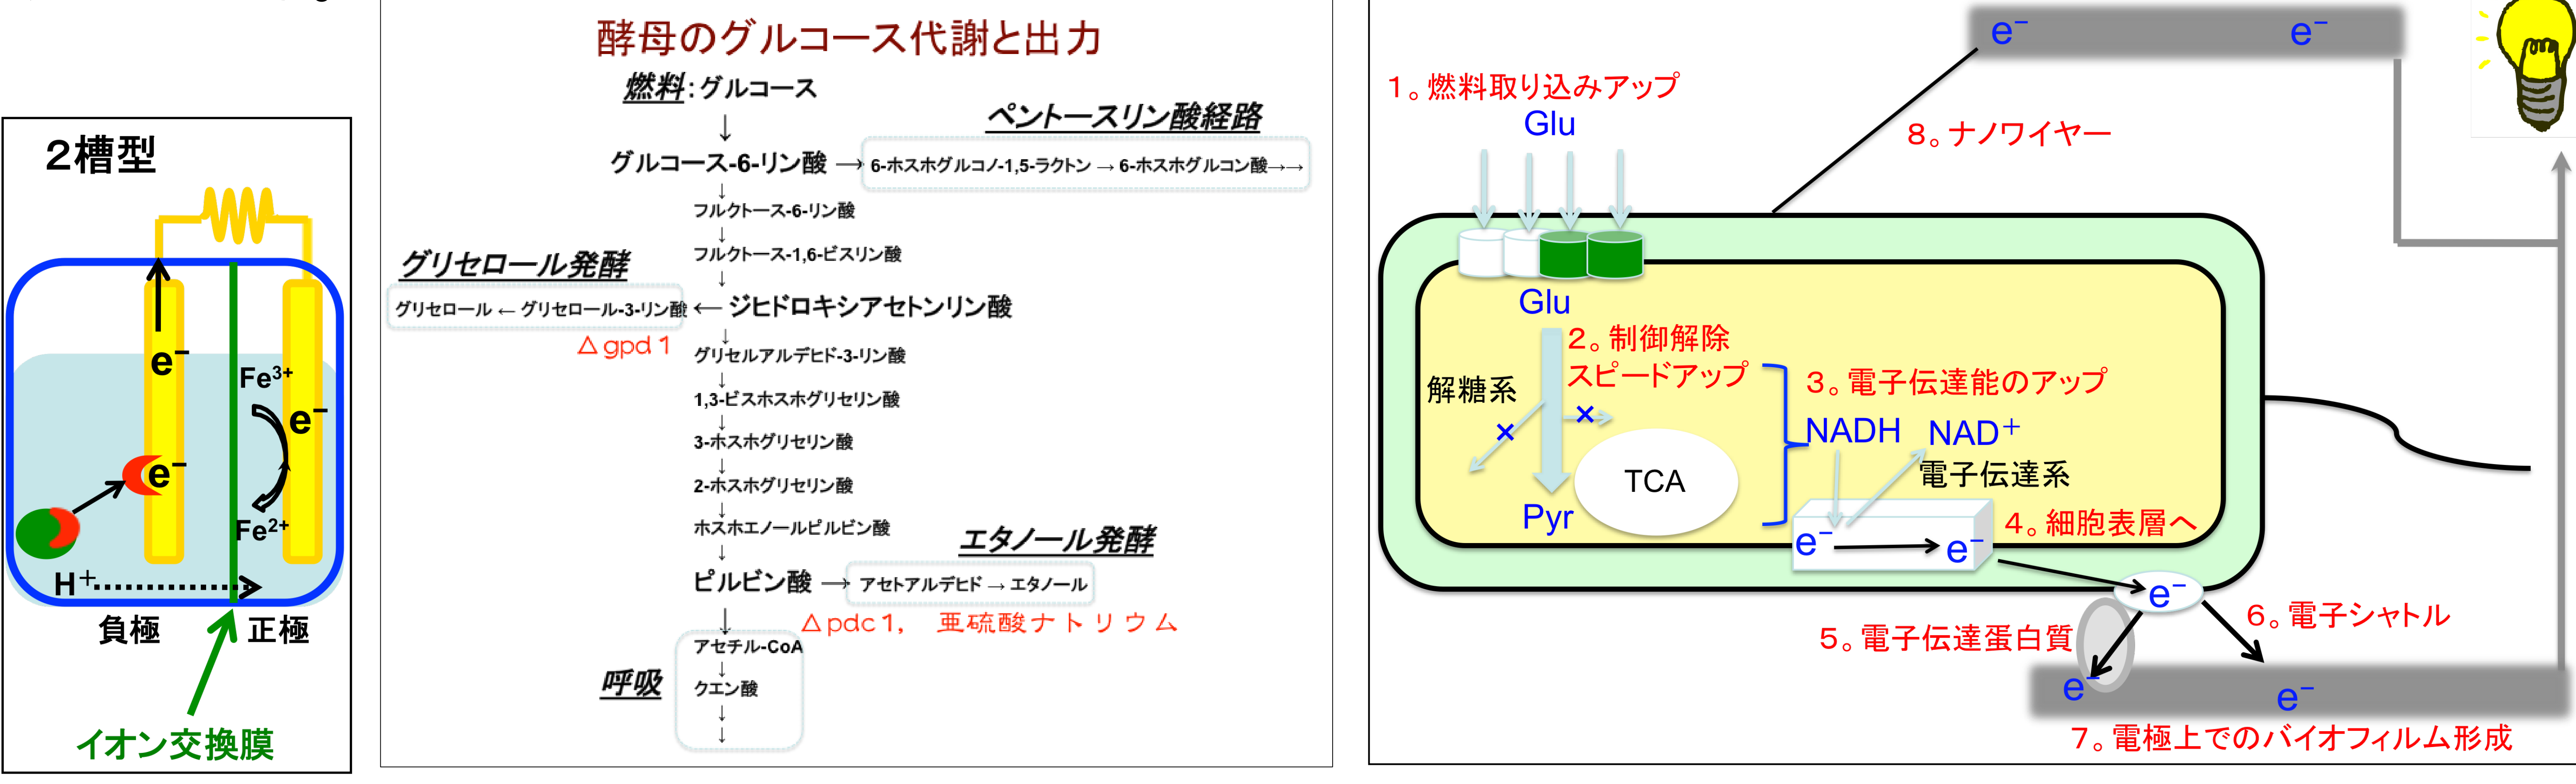 2槽型
e−
Fe3+
e−
e−
Fe2+
H+
負極
正極
イオン交換膜
酵母のグルコース代謝と出力
燃料:グルコース
↓
ペントースリン酸経路
グルコース-6-リン酸 → 6-ホスホグルコノ-1,5-ラクトン → 6-ホスホグルコン酸→→
↓
フルクトース-6-リン酸
↓
フルクトース-1,6-ビスリン酸
↓
グリセロール発酵
グリセロール ← グリセロール-3-リン酸 ← ジヒドロキシアセトンリン酸
△gpd1
↓
グリセルアルデヒド-3-リン酸
↓
1,3-ビスホスホグリセリン酸
↓
3-ホスホグリセリン酸
↓
2-ホスホグリセリン酸
↓
ホスホエノールピルビン酸
↓
エタノール発酵
ピルビン酸 → アセトアルデヒド → エタノール
△pdc1, 亜硫酸ナトリウム
↓
アセチル-CoA
↓
呼吸
クエン酸
↓
↓
e− e−
1。燃料取り込みアップ
Glu
8。ナノワイヤー
Glu
2。制御解除
スピードアップ
解糖系
×
×
3。電子伝達能のアップ
NADH NAD+
電子伝達系
TCA
Pyr
4。細胞表層へ
e− e−
e−
5。電子伝達蛋白質
6。電子シャトル
e− e−
7。電極上でのバイオフィルム形成